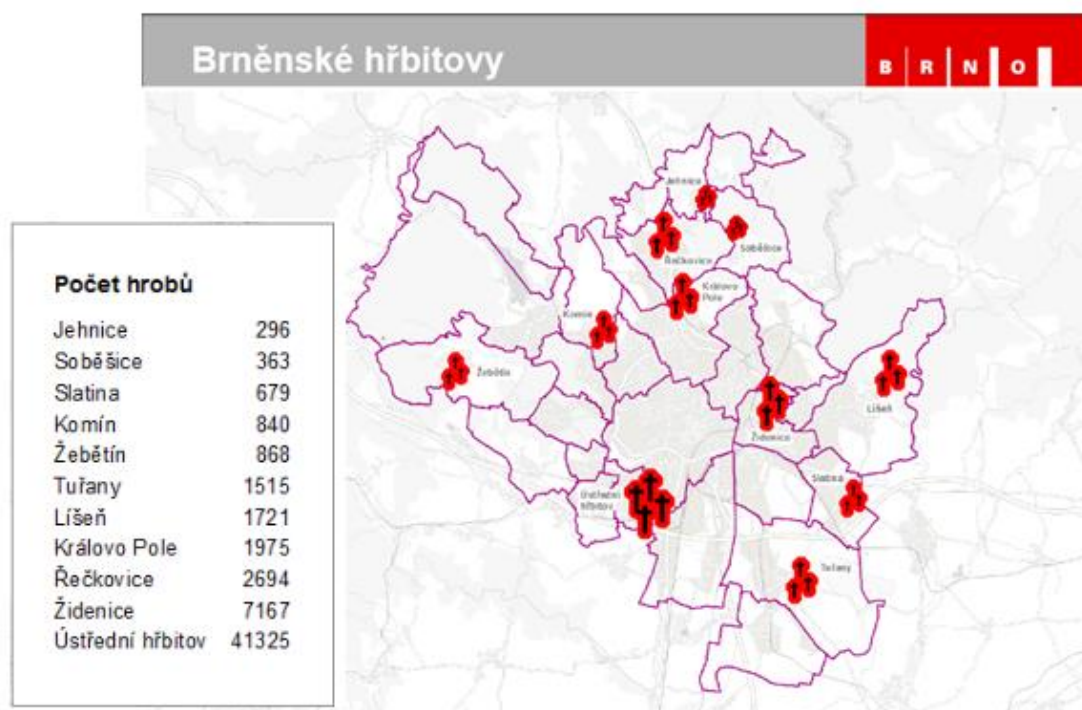 Brněnské hřbitovy
BRNO
Počet hrobů
Jehnice 296
Soběšice 363
Slatina 679
Komín 840
Žebětín 868
Tuřany 1515
Líšeň 1721
Královo Pole 1975
Řečkovice 2694
Židenice 7167
Ústřední hřbitov 41325
Jehnice
Soběšice
Řečkovice
Královo
Pole
Komín
Žebětín
Líšeň
Židenice
Slatina
Ústřední
hřbitov
Tuřany